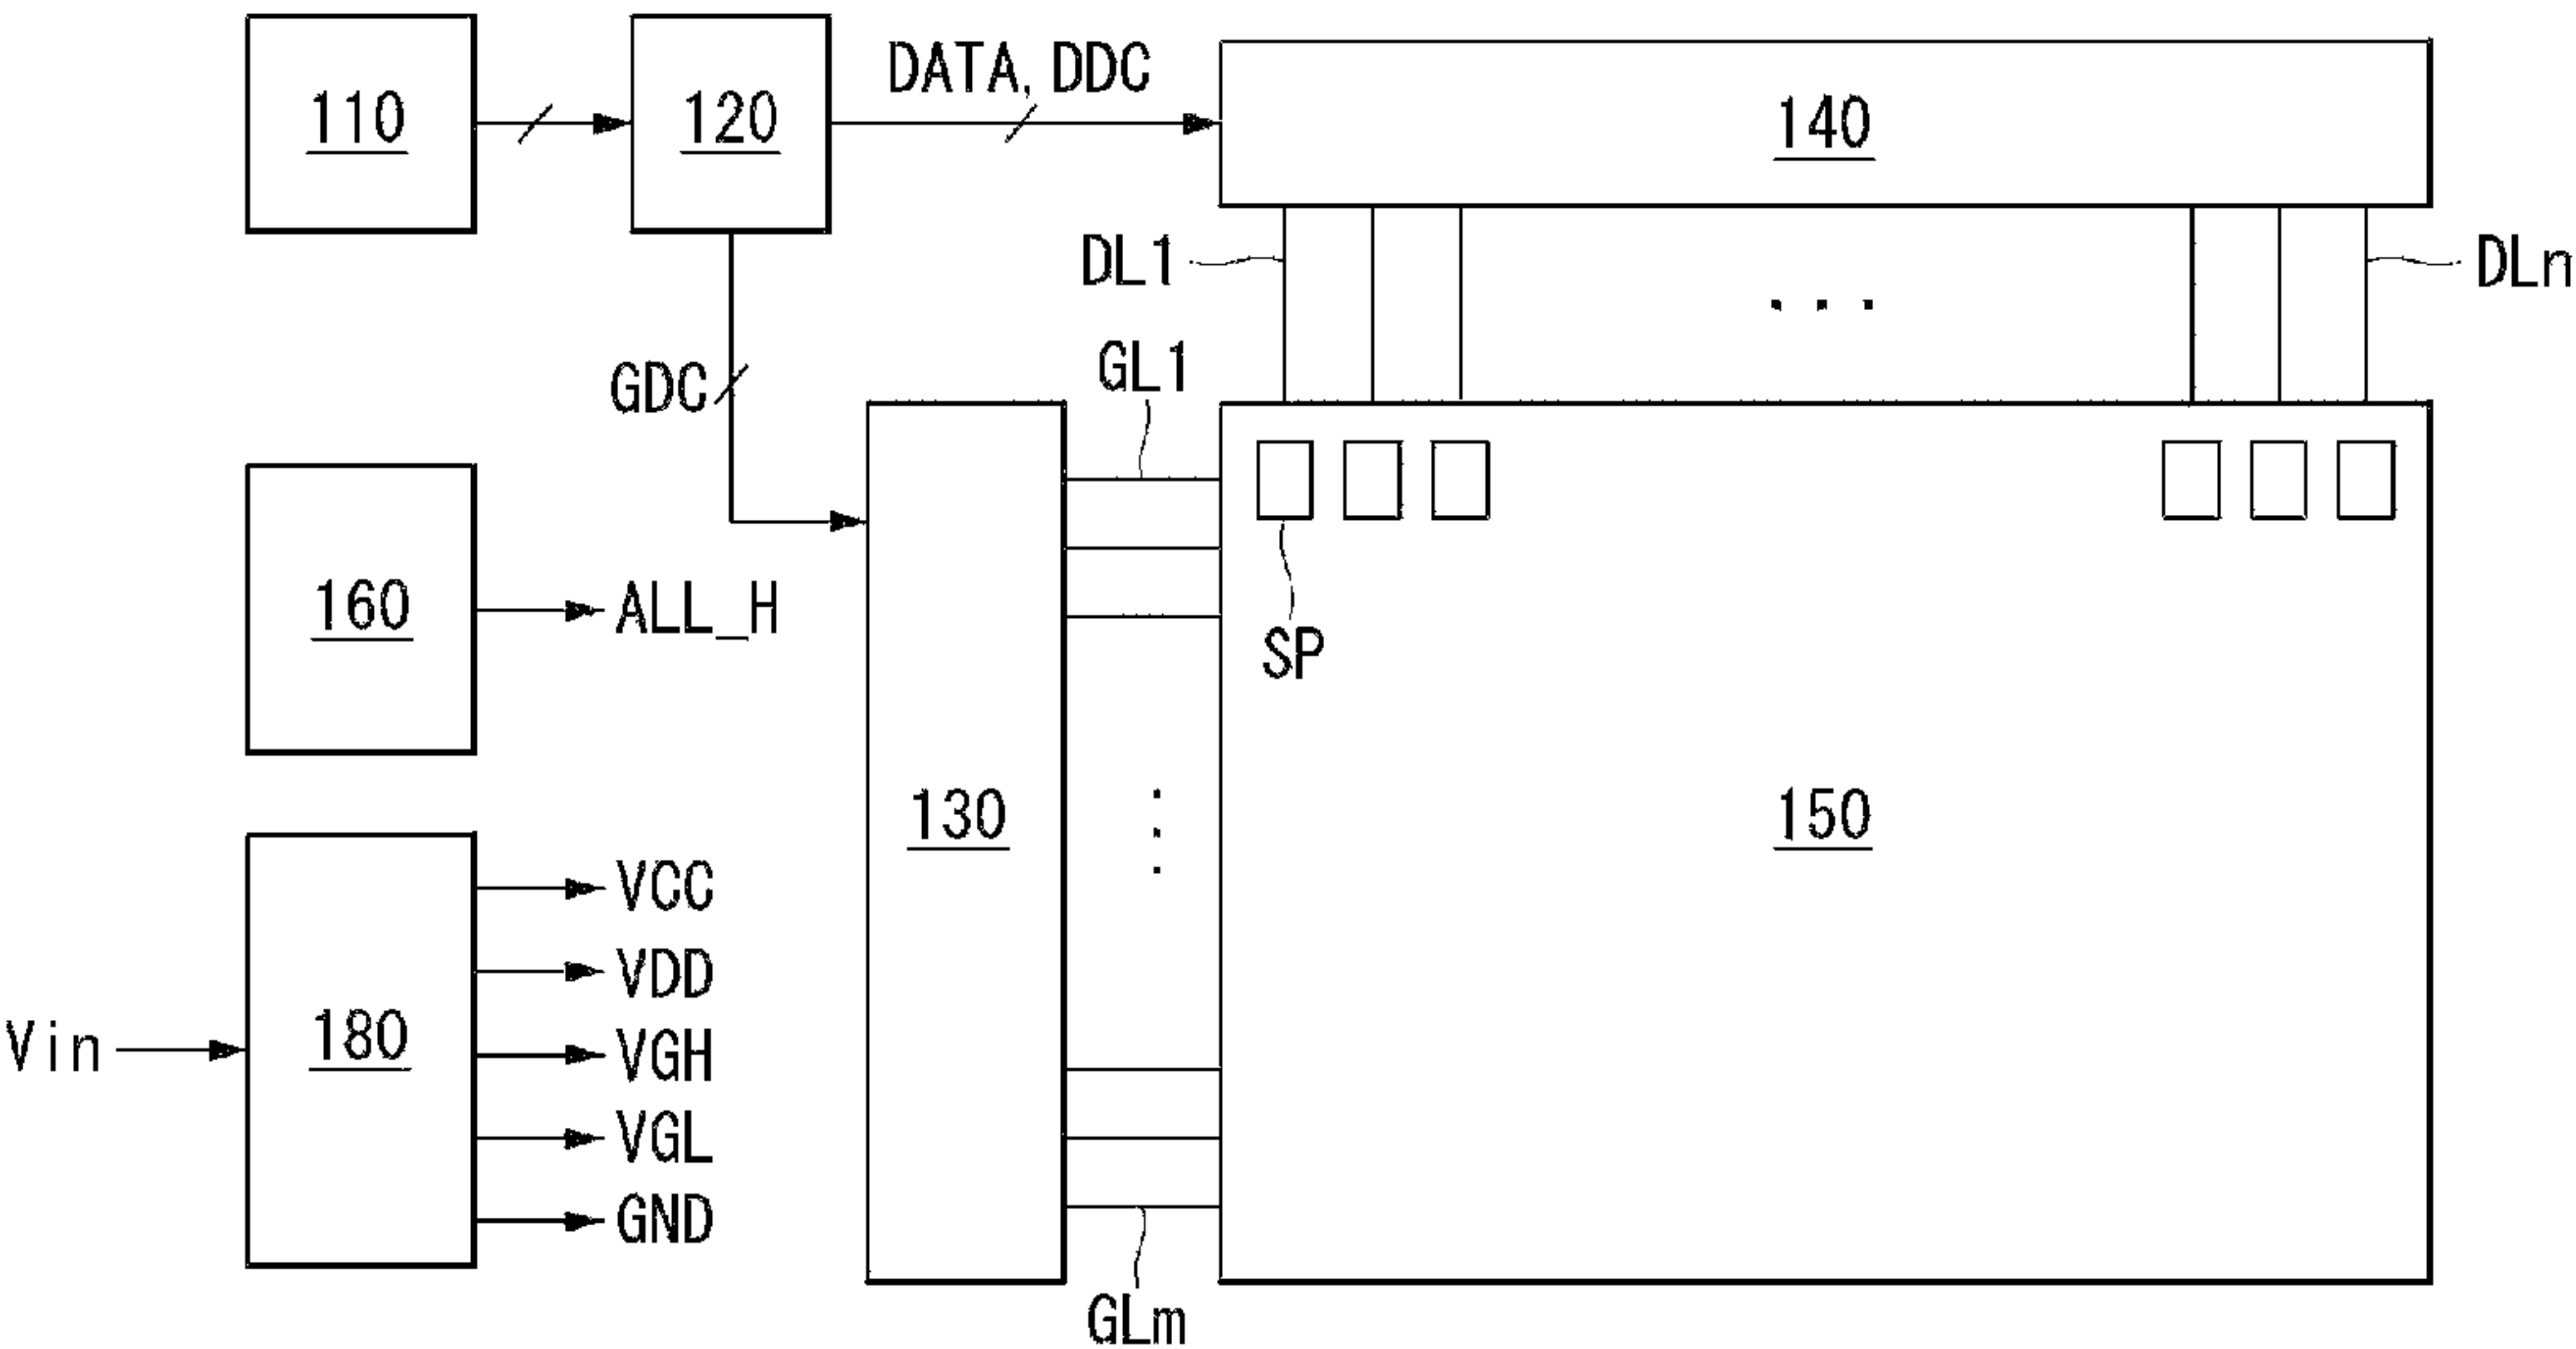 110
120
DATA, DDC
140
DL1
DLn
GDC
GL1
160
ALL_H
SP
130
150
180
Vin
VCC
VDD
VGH
VGL
GND
GLm